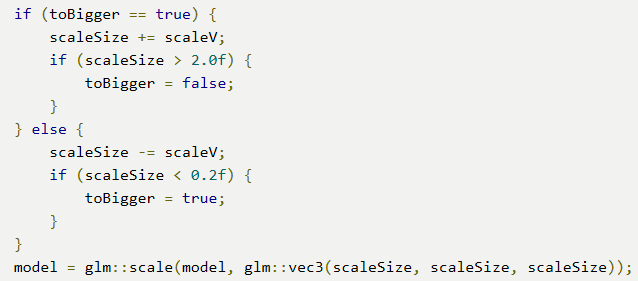 if (toBigger == true) {
    scaleSize += scaleV;
    if (scaleSize > 2.0f) {
        toBigger = false;
    }
} else {
    scaleSize -= scaleV;
    if (scaleSize < 0.2f) {
        toBigger = true;
    }
}
model = glm::scale(model, glm::vec3(scaleSize, scaleSize, scaleSize));